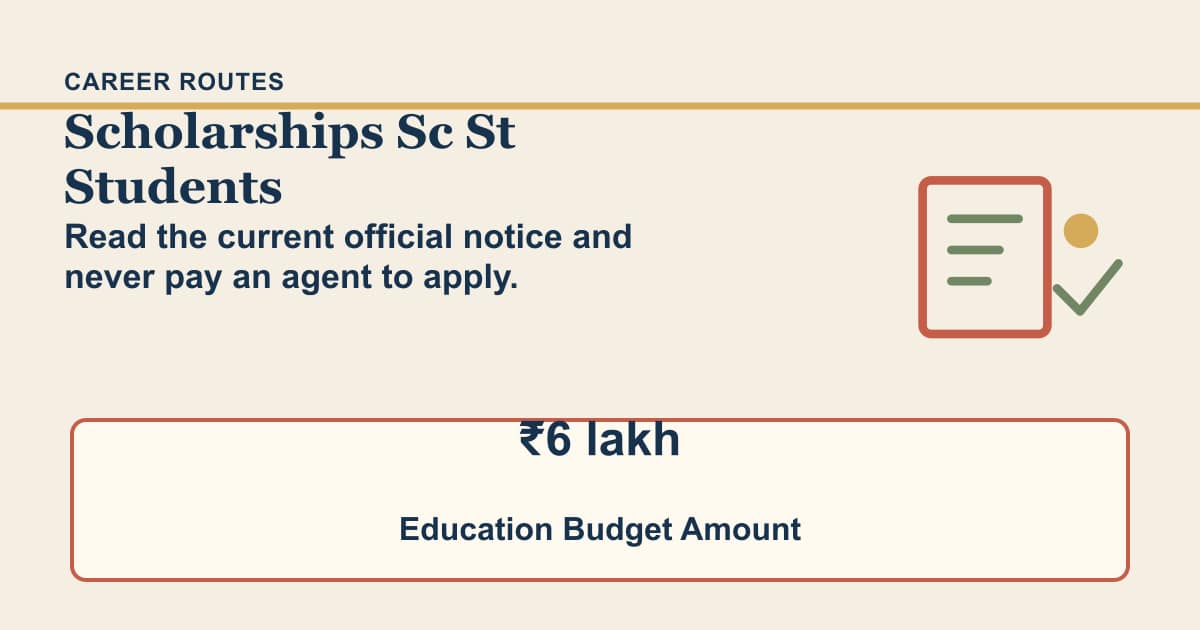 CAREER ROUTES
Scholarships Sc St
Students
Read the current official notice and
never pay an agent to apply.
₹6 lakh
Education Budget Amount